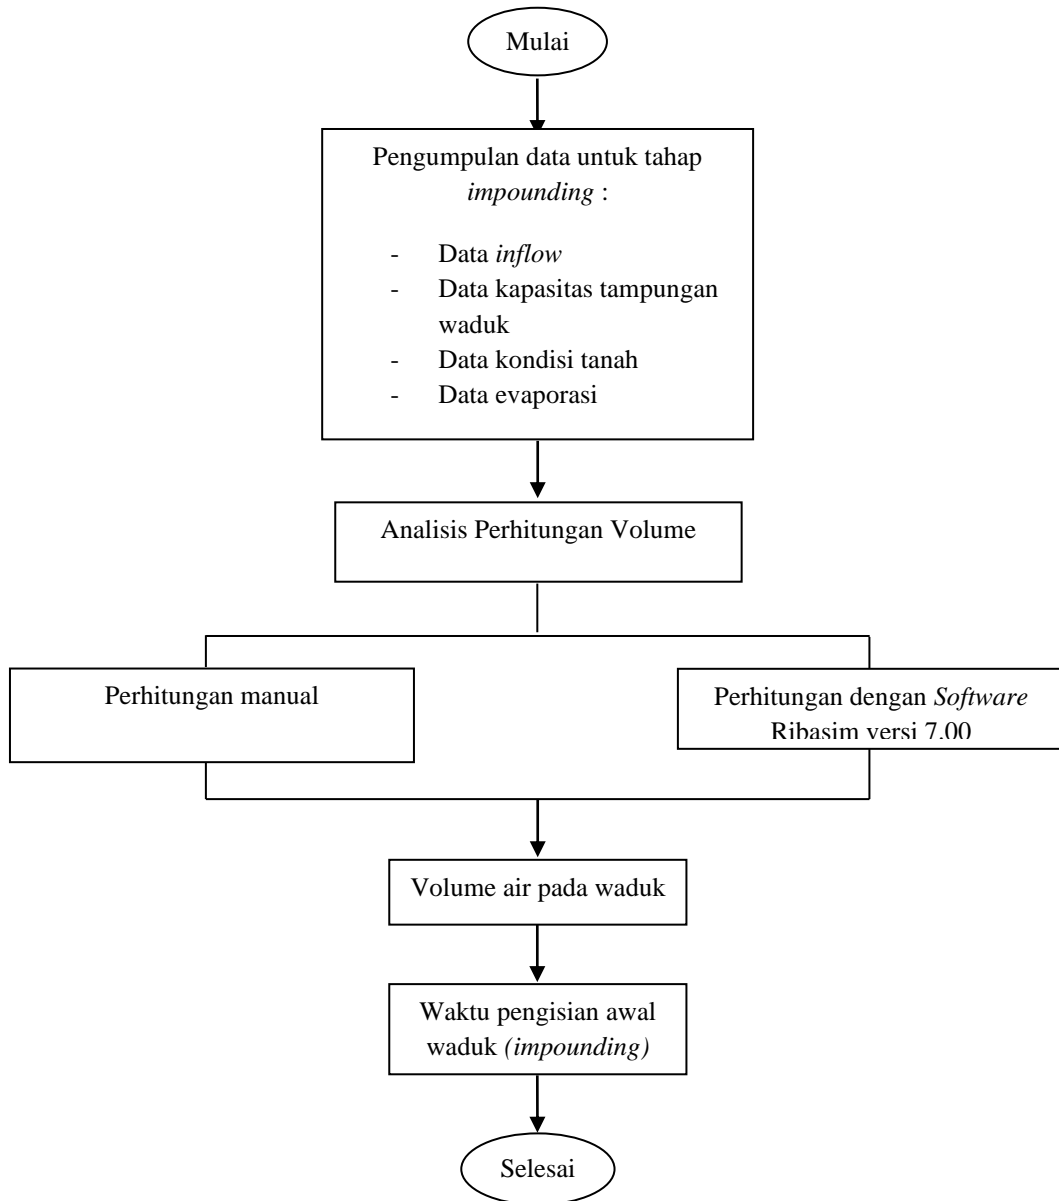 Mulai
Pengumpulan data untuk tahap
impounding :
- Data inflow
- Data kapasitas tampungan
waduk
- Data kondisi tanah
- Data evaporasi
Analisis Perhitungan Volume
Perhitungan manual
Perhitungan dengan Software
Ribasim versi 7.00
Volume air pada waduk
Waktu pengisian awal
waduk (impounding)
Selesai